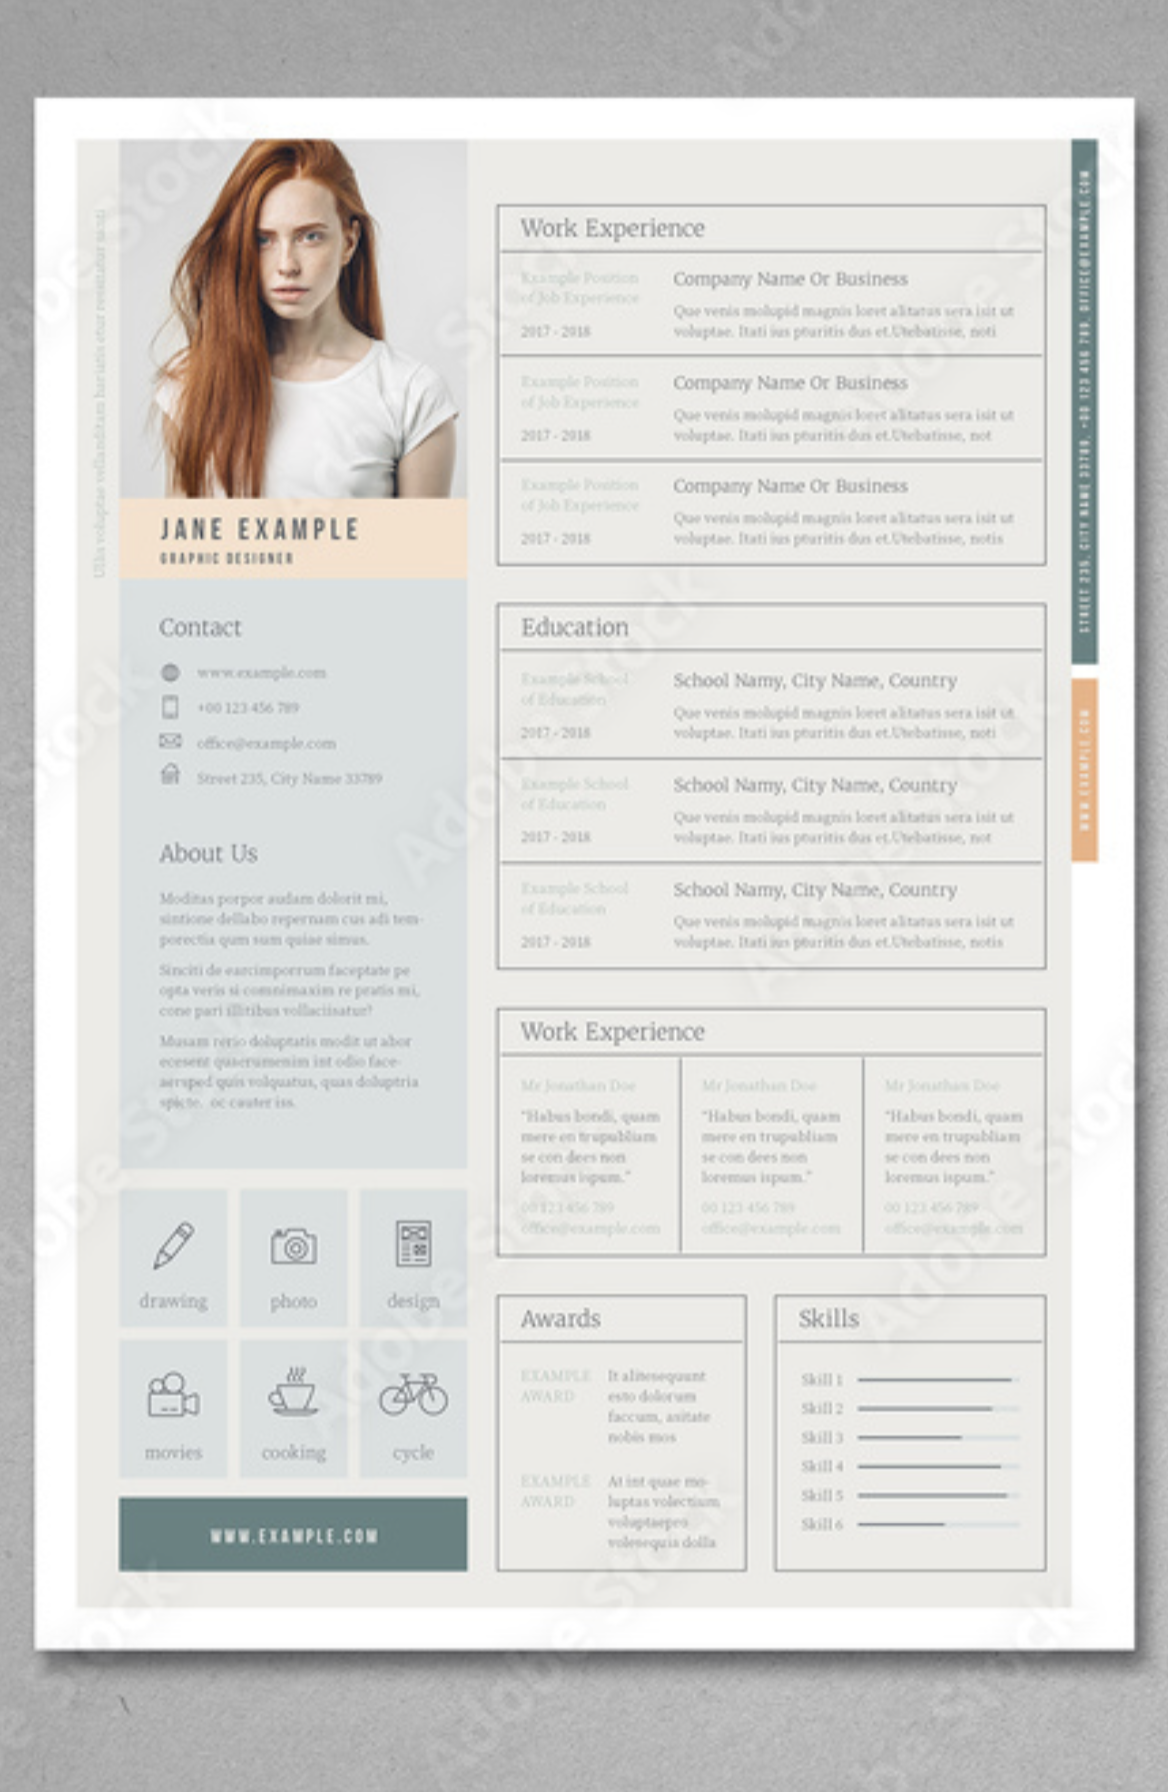 JANE EXAMPLE
GRAPHIC DESIGNER
Contact
www.example.com
+00 123 456 789
office@example.com
Street 235, City Name 33789
About Us
Moditas porpor audam dolorit mi,
sintione dellabo repernam cus adi tem-
porectia qum sum quiae simus.
Sinciti de earcimporrum faceptate pe
opta veris si comnimaxim re pratis mi,
cone pari illitibus vollaciisatur?
Musam rerio doluptatis modit ut abor
ecesent quaerumenim int odio face-
aersped quis volquatus, quas doluptria
spicte. oc cauter iss.
drawing
photo
design
movies
cooking
cycle
WWW.EXAMPLE.COM
Work Experience
Example Position
of Job Experience
2017 - 2018
Company Name Or Business
Que venis molupid magnis loret alitatus sera isit ut
voluptae. Itati ius pturitis dus et.Utebatisse, noti
Example Position
of Job Experience
2017 - 2018
Company Name Or Business
Que venis molupid magnis loret alitatus sera isit ut
voluptae. Itati ius pturitis dus et.Utebatisse, not
Example Position
of Job Experience
2017 - 2018
Company Name Or Business
Que venis molupid magnis loret alitatus sera isit ut
voluptae. Itati ius pturitis dus et.Utebatisse, notis
Education
Example School
of Education
2017 - 2018
School Namy, City Name, Country
Que venis molupid magnis loret alitatus sera isit ut
voluptae. Itati ius pturitis dus et.Utebatisse, noti
Example School
of Education
2017 - 2018
School Namy, City Name, Country
Que venis molupid magnis loret alitatus sera isit ut
voluptae. Itati ius pturitis dus et.Utebatisse, not
Example School
of Education
2017 - 2018
School Namy, City Name, Country
Que venis molupid magnis loret alitatus sera isit ut
voluptae. Itati ius pturitis dus et.Utebatisse, notis
Work Experience
Mr Jonathan Doe
"Habus bondi, quam
mere en trupubliam
se con dees non
loremus ispum."
00 123 456 789
office@example.com
Mr Jonathan Doe
"Habus bondi, quam
mere en trupubliam
se con dees non
loremus ispum."
00 123 456 789
office@example.com
Mr Jonathan Doe
"Habus bondi, quam
mere en trupubliam
se con dees non
loremus ispum."
00 123 456 789
office@example.com
Awards
EXAMPLE
AWARD
It alitesequunt
esto dolorum
faccum, asitate
nobis mos
EXAMPLE
AWARD
At int quae mo-
luptas volectium
voluptaepro
volesequis dolla
Skills
Skill 1
Skill 2
Skill 3
Skill 4
Skill 5
Skill 6
STREET 235, CITY NAME 33789, +00 123 456 789, OFFICE@EXAMPLE.COM
WWW.EXAMPLE.COM
Adobe Stock